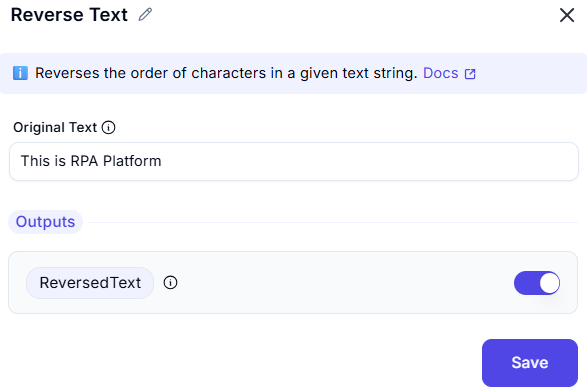 Reverse Text
Reverses the order of characters in a given text string. Docs
Original Text
This is RPA Platform
Outputs
ReversedText
Save